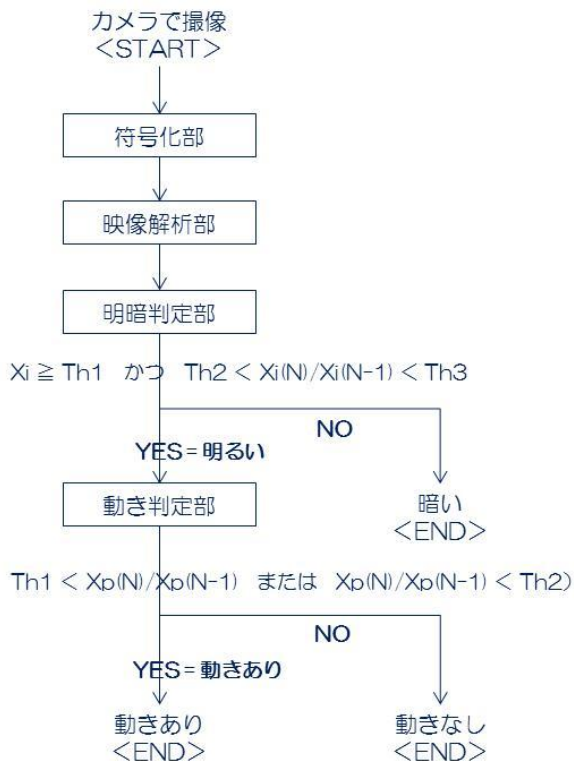 カメラで撮像
＜START＞
符号化部
映像解析部
明暗判定部
Xi ≧ Th1　かつ　Th2 < Xi(N)/Xi(N-1) < Th3
NO
YES = 明るい
動き判定部
暗い
＜END＞
Th1 < Xp(N)/Xp(N-1)　または　Xp(N)/Xp(N-1) < Th2)
NO
YES = 動きあり
動きあり
＜END＞
動きなし
＜END＞